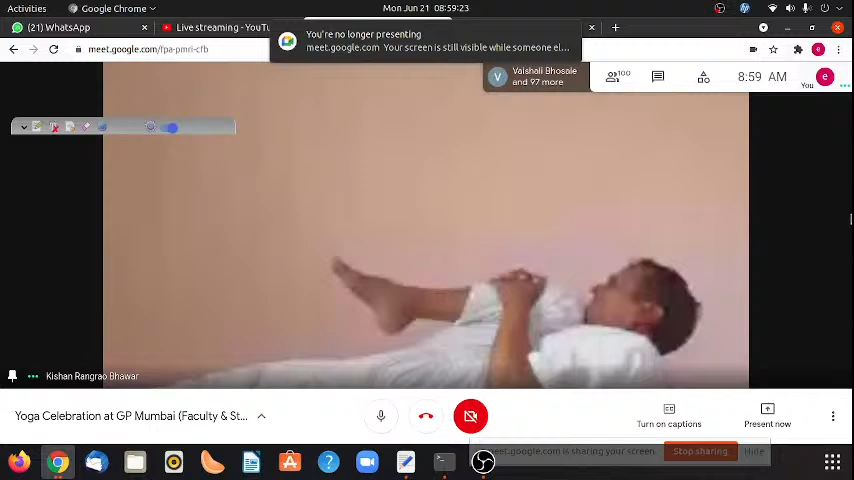 Activities
Google Chrome
Mon Jun 21 08:59:23
(21) WhatsApp
Live streaming - YouTu
You're no longer presenting
meet.google.com Your screen is still visible while someone el...
meet.google.com/fpa-pmri-cfb
V
Vaishali Bhosale
and 97 more
100
8:59 AM
e
You
Kishan Rangrao Bhawar
Yoga Celebration at GP Mumbai (Faculty & St...
Turn on captions
Present now
meet.google.com is sharing your screen.
Stop sharing
Hide